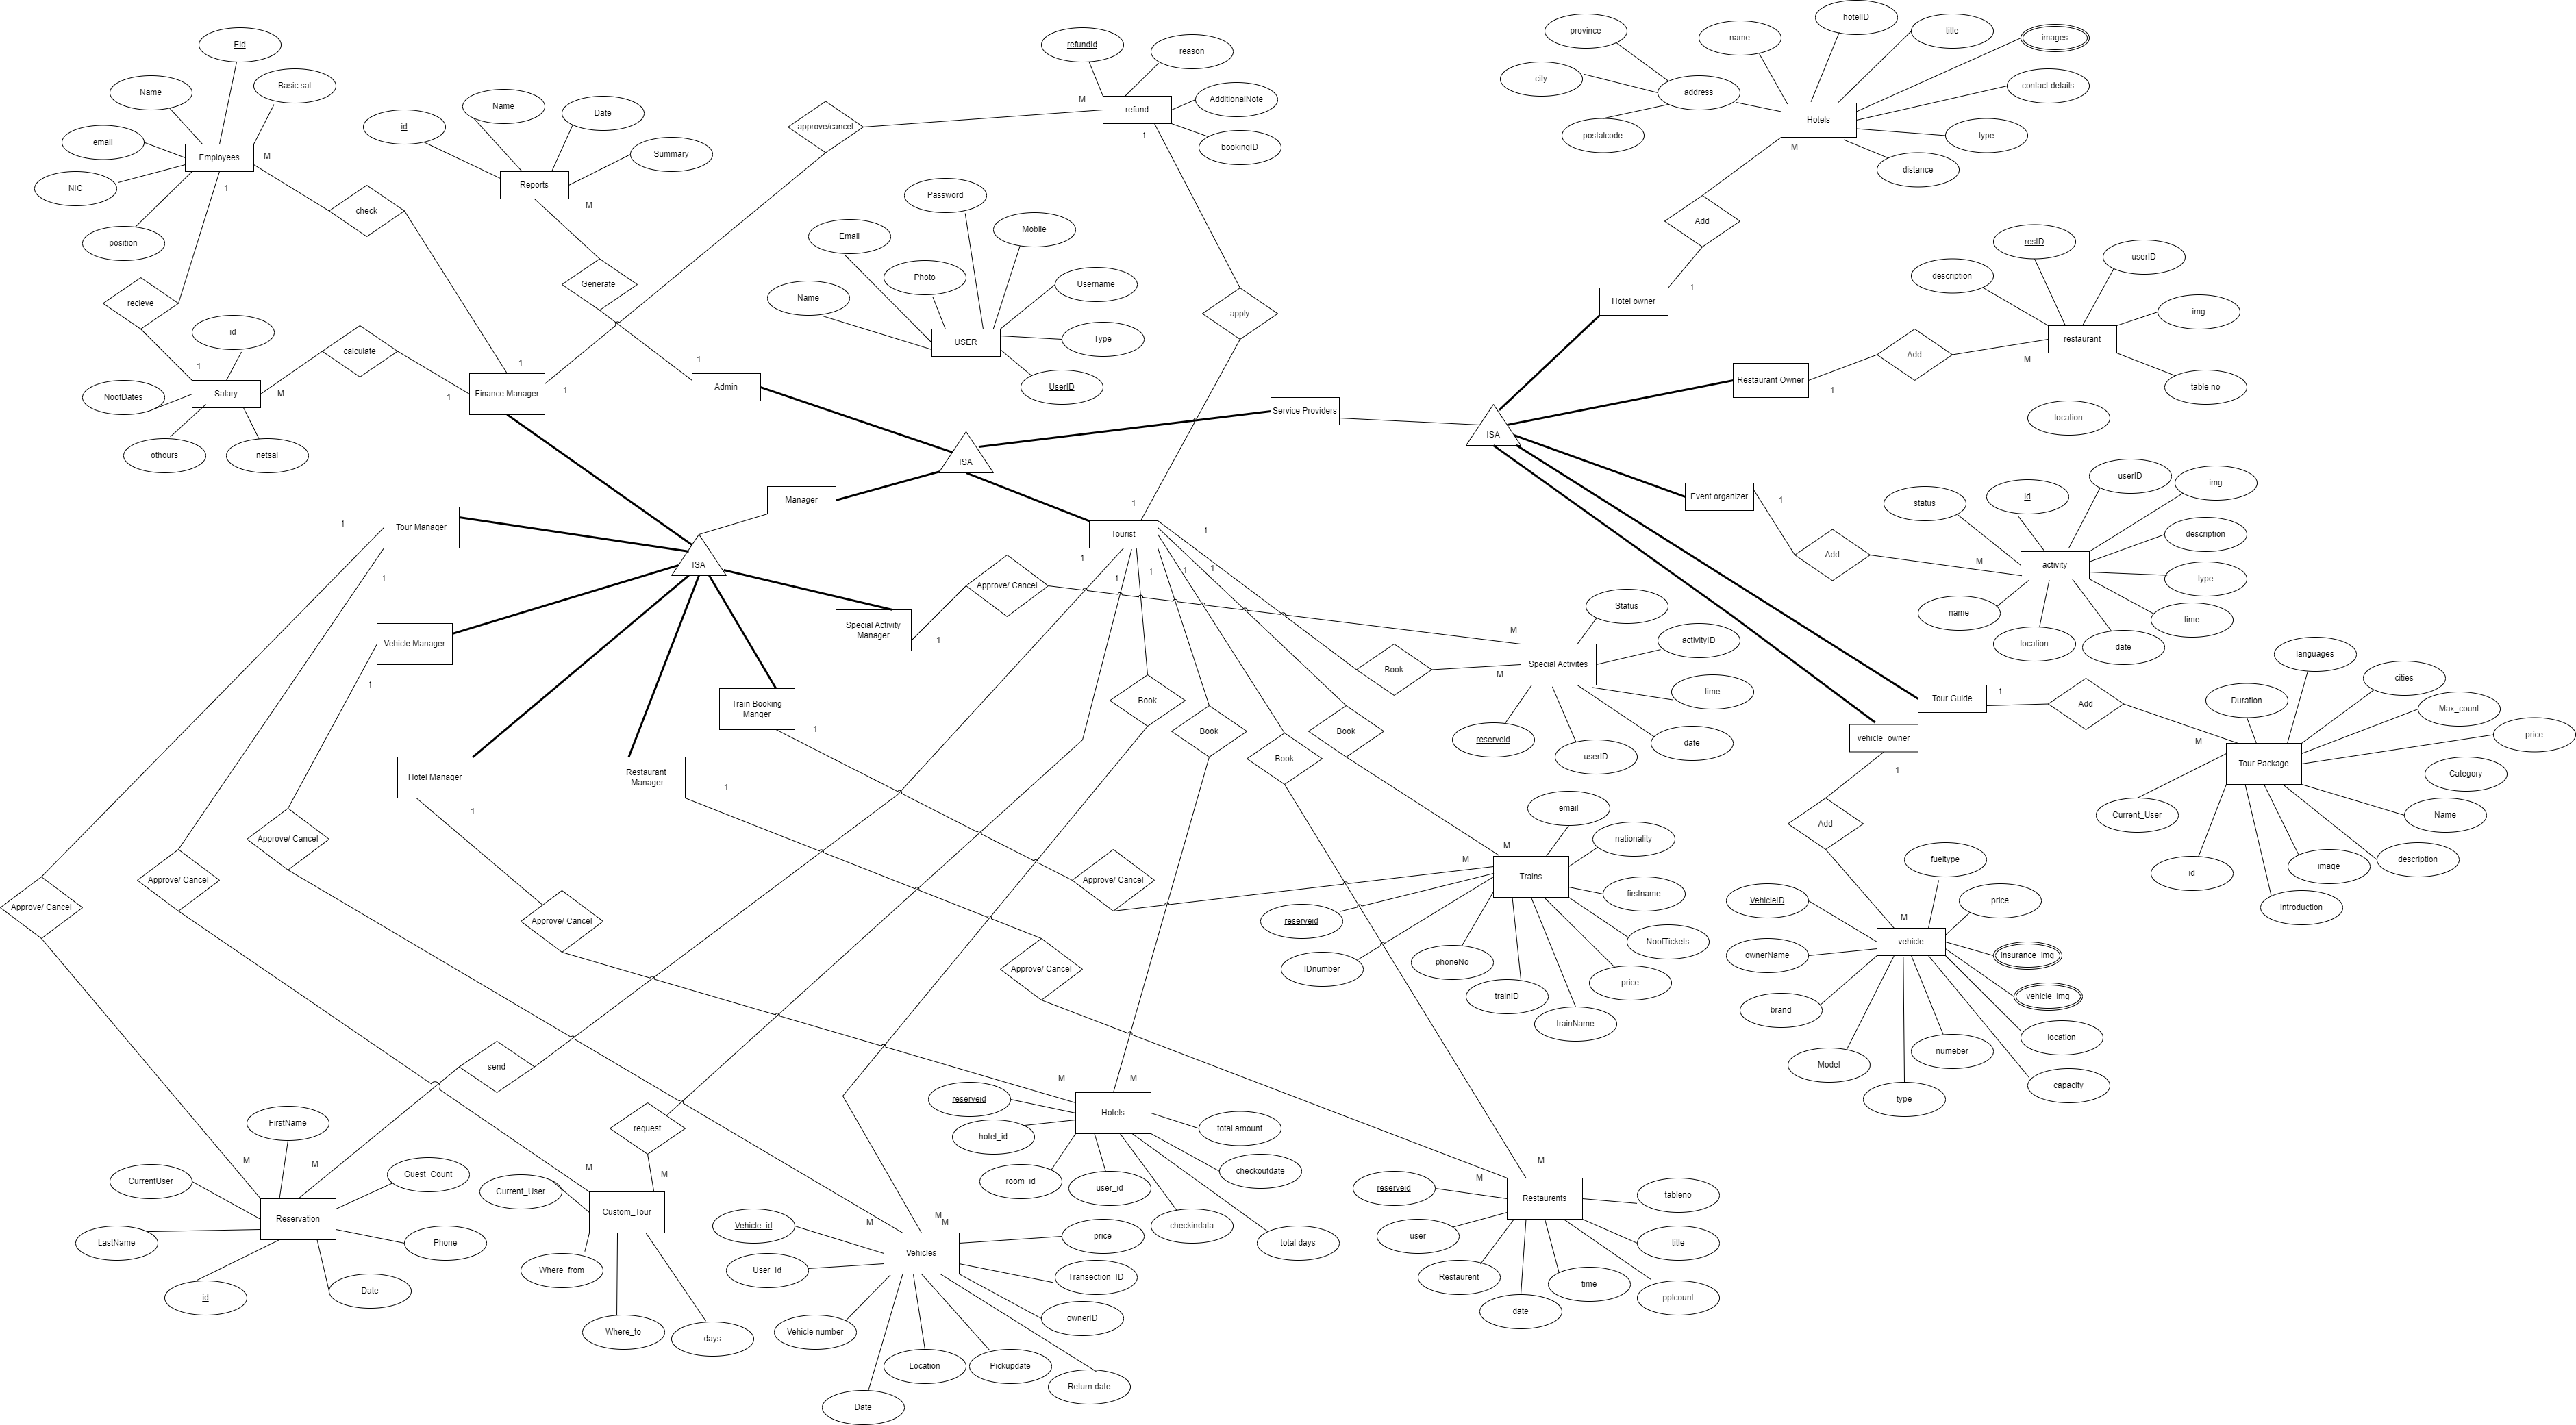 Eid
Name
Basic sal
email
Employees
M
NIC
1
position
check
recieve
id
Name
Date
Summary
Reports
M
Generate
1
id
1
Salary
M
NoofDates
othours
netsal
calculate
1
Finance Manager
1
1
approve/cancel
M
refundId
reason
refund
AdditionalNote
bookingID
1
apply
1
Password
Email
Mobile
Photo
Name
Username
USER
Type
UserID
Admin
ISA
Service Providers
Manager
Tourist
hotelID
province
name
title
images
city
address
contact details
Hotels
postalcode
type
M
distance
Add
1
Hotel owner
resID
userID
description
img
restaurant
M
table no
location
Add
1
Restaurant Owner
ISA
Event organizer
1
Add
M
status
id
userID
img
description
activity
type
name
time
location
date
Tour Guide
1
Add
M
languages
cities
Duration
Max_count
price
Tour Package
Category
Current_User
Name
description
id
image
introduction
vehicle_owner
1
Add
M
fueltype
VehicleID
price
vehicle
ownerName
insurance_img
vehicle_img
brand
location
Model
numeber
capacity
type
1
Tour Manager
1
ISA
Vehicle Manager
1
Special Activity
Manager
1
Approve/ Cancel
M
Train Booking
Manger
1
Hotel Manager
1
Restaurant
Manager
1
1
1
1
1
1
1
Book
Book
Book
Book
Book
M
Status
activityID
Special Activites
time
reserveid
date
userID
email
nationality
M
M
Trains
firstname
reserveid
NoofTickets
IDnumber
phoneNo
price
trainID
trainName
Approve/ Cancel
Approve/ Cancel
Approve/ Cancel
Approve/ Cancel
Approve/ Cancel
Approve/ Cancel
send
request
M
M
FirstName
CurrentUser
Guest_Count
Reservation
LastName
Phone
id
Date
M
M
Current_User
Custom_Tour
Where_from
Where_to
days
M
M
M
Vehicle_id
price
Vehicles
User_Id
Transection_ID
ownerID
Vehicle number
Location
Pickupdate
Return date
Date
M
M
reserveid
Hotels
total amount
hotel_id
checkoutdate
room_id
user_id
checkindata
total days
M
M
reserveid
Restaurents
tableno
user
title
Restaurent
time
pplcount
date